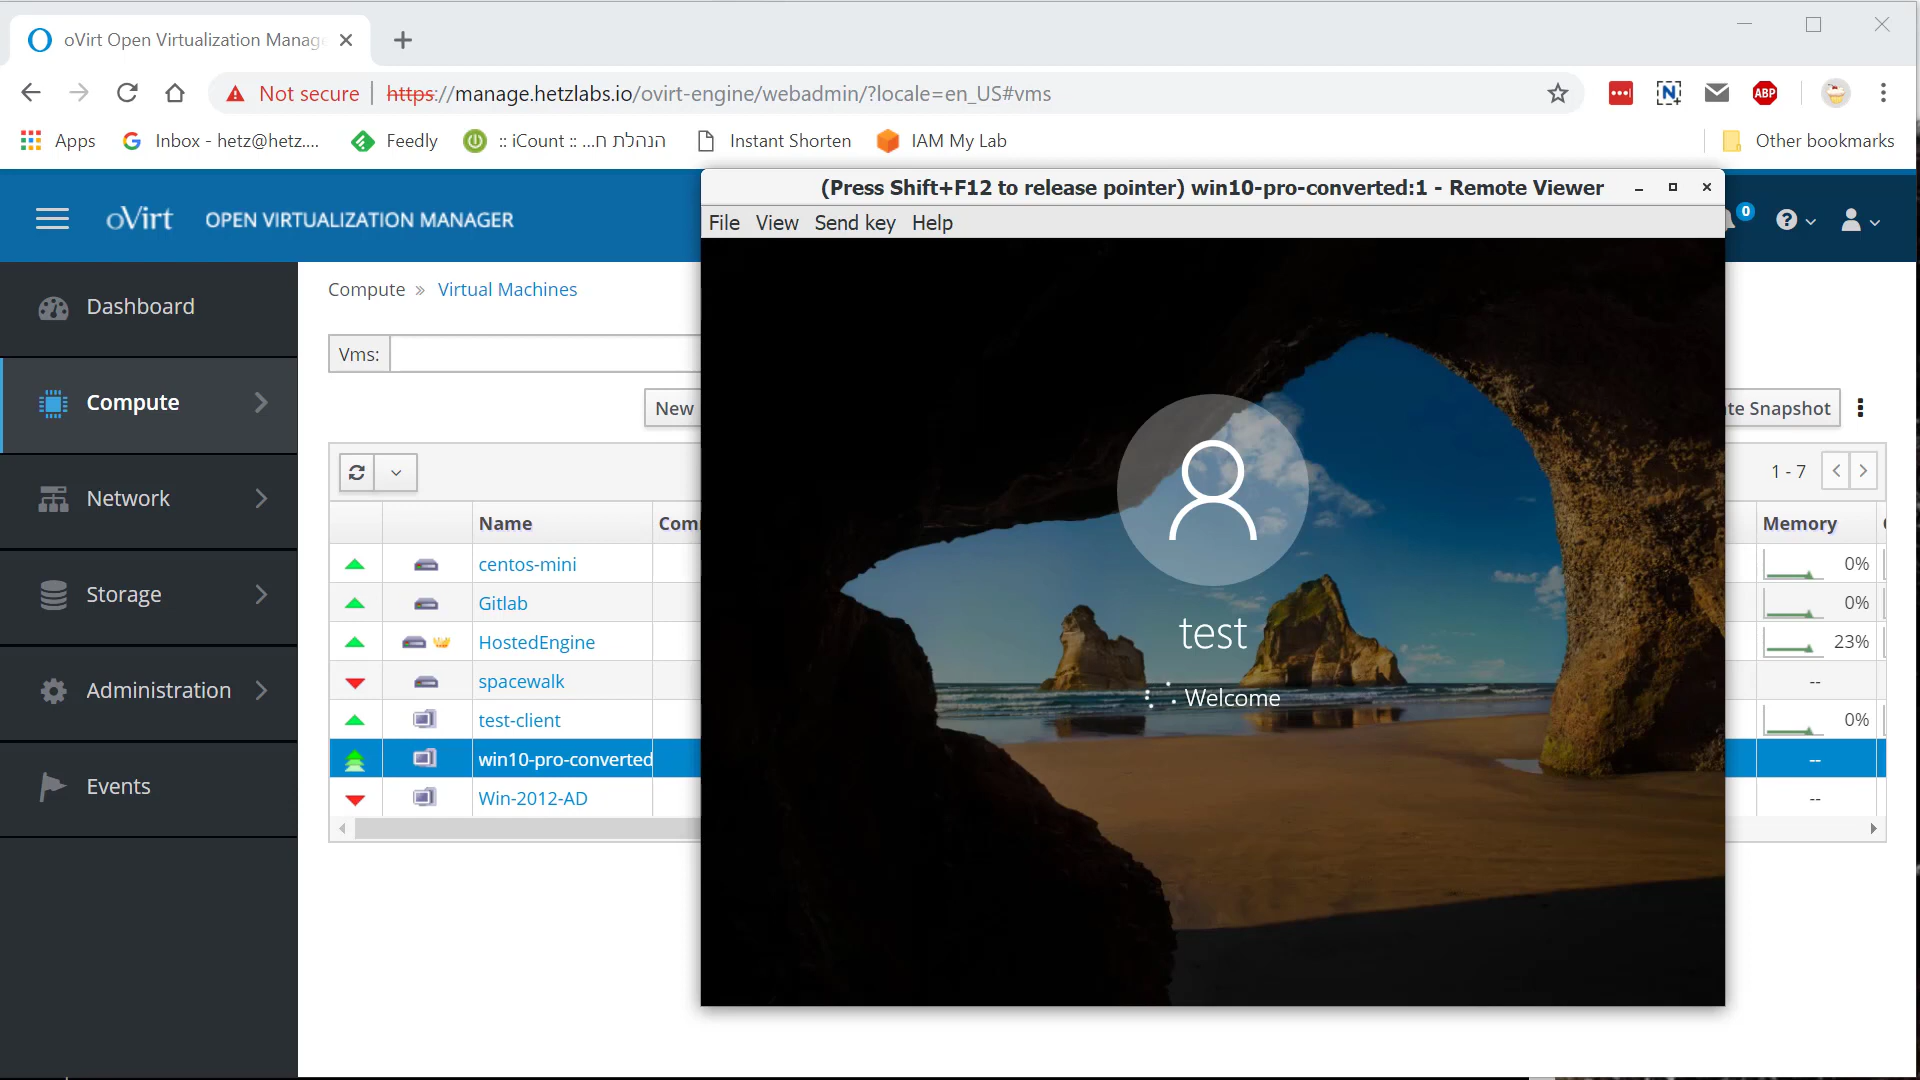 oVirt Open Virtualization Manag
Not secure
https://manage.hetzlabs.io/ovirt-engine/webadmin/?locale=en_US#vms
ABP
Apps
Inbox - hetz@hetz....
Feedly
:: iCount :: ...הנהלת ח
Instant Shorten
IAM My Lab
Other bookmarks
(Press Shift+F12 to release pointer) win10-pro-converted:1 - Remote Viewer
File View Send key Help
oVirt OPEN VIRTUALIZATION MANAGER
0
Dashboard
Compute
Network
Storage
Administration
Events
Compute » Virtual Machines
Vms:
New
te Snapshot
1 - 7
Name Com Memory
centos-mini 0%
Gitlab 0%
HostedEngine 23%
spacewalk --
test-client 0%
win10-pro-converted --
Win-2012-AD --
test
Welcome